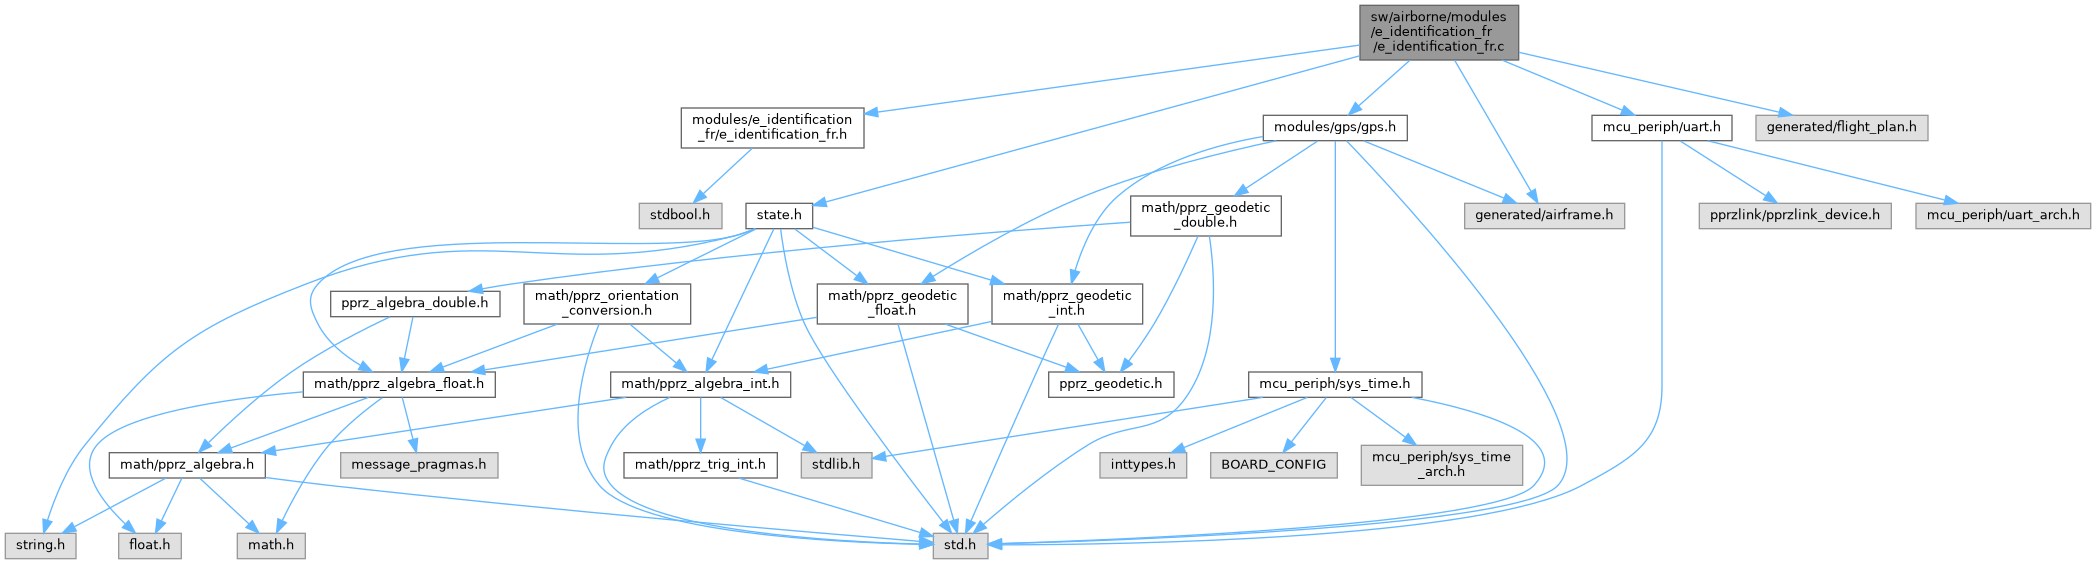 sw/airborne/modules
/e_identification_fr
/e_identification_fr.c
modules/e_identification
_fr/e_identification_fr.h
modules/gps/gps.h
mcu_periph/uart.h
generated/flight_plan.h
stdbool.h
state.h
math/pprz_geodetic
_double.h
generated/airframe.h
pprzlink/pprzlink_device.h
mcu_periph/uart_arch.h
pprz_algebra_double.h
math/pprz_orientation
_conversion.h
math/pprz_geodetic
_float.h
math/pprz_geodetic
_int.h
math/pprz_algebra_float.h
math/pprz_algebra_int.h
pprz_geodetic.h
mcu_periph/sys_time.h
math/pprz_algebra.h
message_pragmas.h
math/pprz_trig_int.h
stdlib.h
inttypes.h
BOARD_CONFIG
mcu_periph/sys_time
_arch.h
string.h
float.h
math.h
std.h